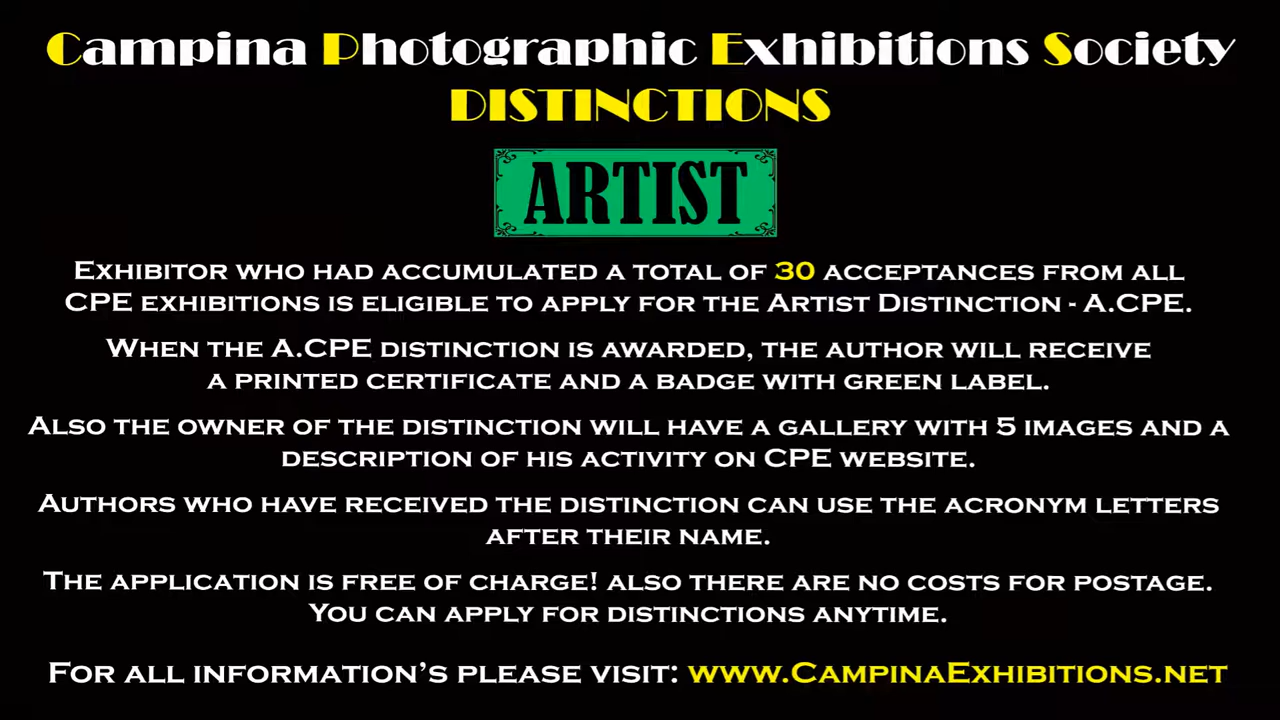 Campina Photographic Exhibitions Society
DISTINCTIONS
ARTIST
Exhibitor who had accumulated a total of 30 acceptances from all
CPE exhibitions is eligible to apply for the Artist Distinction - A.CPE.
When the A.CPE distinction is awarded, the author will receive
a printed certificate and a badge with green label.
Also the owner of the distinction will have a gallery with 5 images and a
description of his activity on CPE website.
Authors who have received the distinction can use the acronym letters
after their name.
The application is free of charge! also there are no costs for postage.
You can apply for distinctions anytime.
For all information's please visit: www.CampinaExhibitions.net